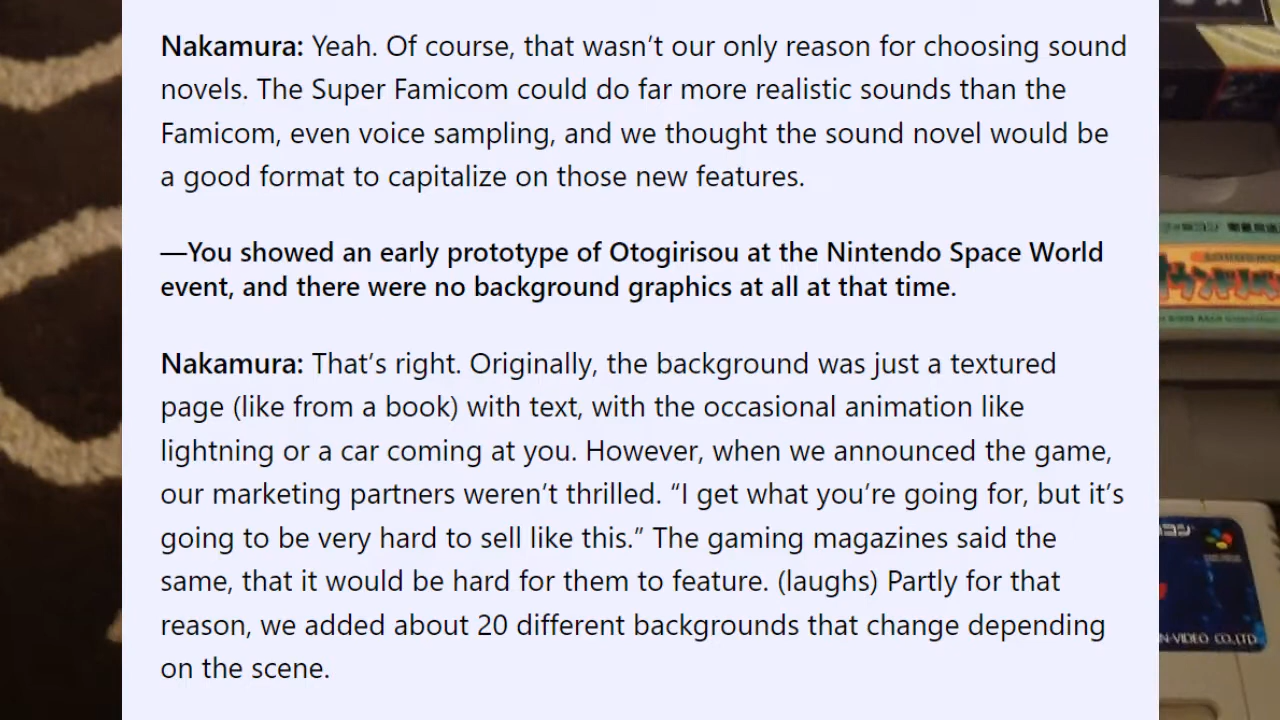 Nakamura: Yeah. Of course, that wasn’t our only reason for choosing sound
novels. The Super Famicom could do far more realistic sounds than the
Famicom, even voice sampling, and we thought the sound novel would be
a good format to capitalize on those new features.
—You showed an early prototype of Otogirisou at the Nintendo Space World
event, and there were no background graphics at all at that time.
Nakamura: That’s right. Originally, the background was just a textured
page (like from a book) with text, with the occasional animation like
lightning or a car coming at you. However, when we announced the game,
our marketing partners weren’t thrilled. “I get what you’re going for, but it’s
going to be very hard to sell like this.” The gaming magazines said the
same, that it would be hard for them to feature. (laughs) Partly for that
reason, we added about 20 different backgrounds that change depending
on the scene.
コン
N-VIDEO CO.,LTD.